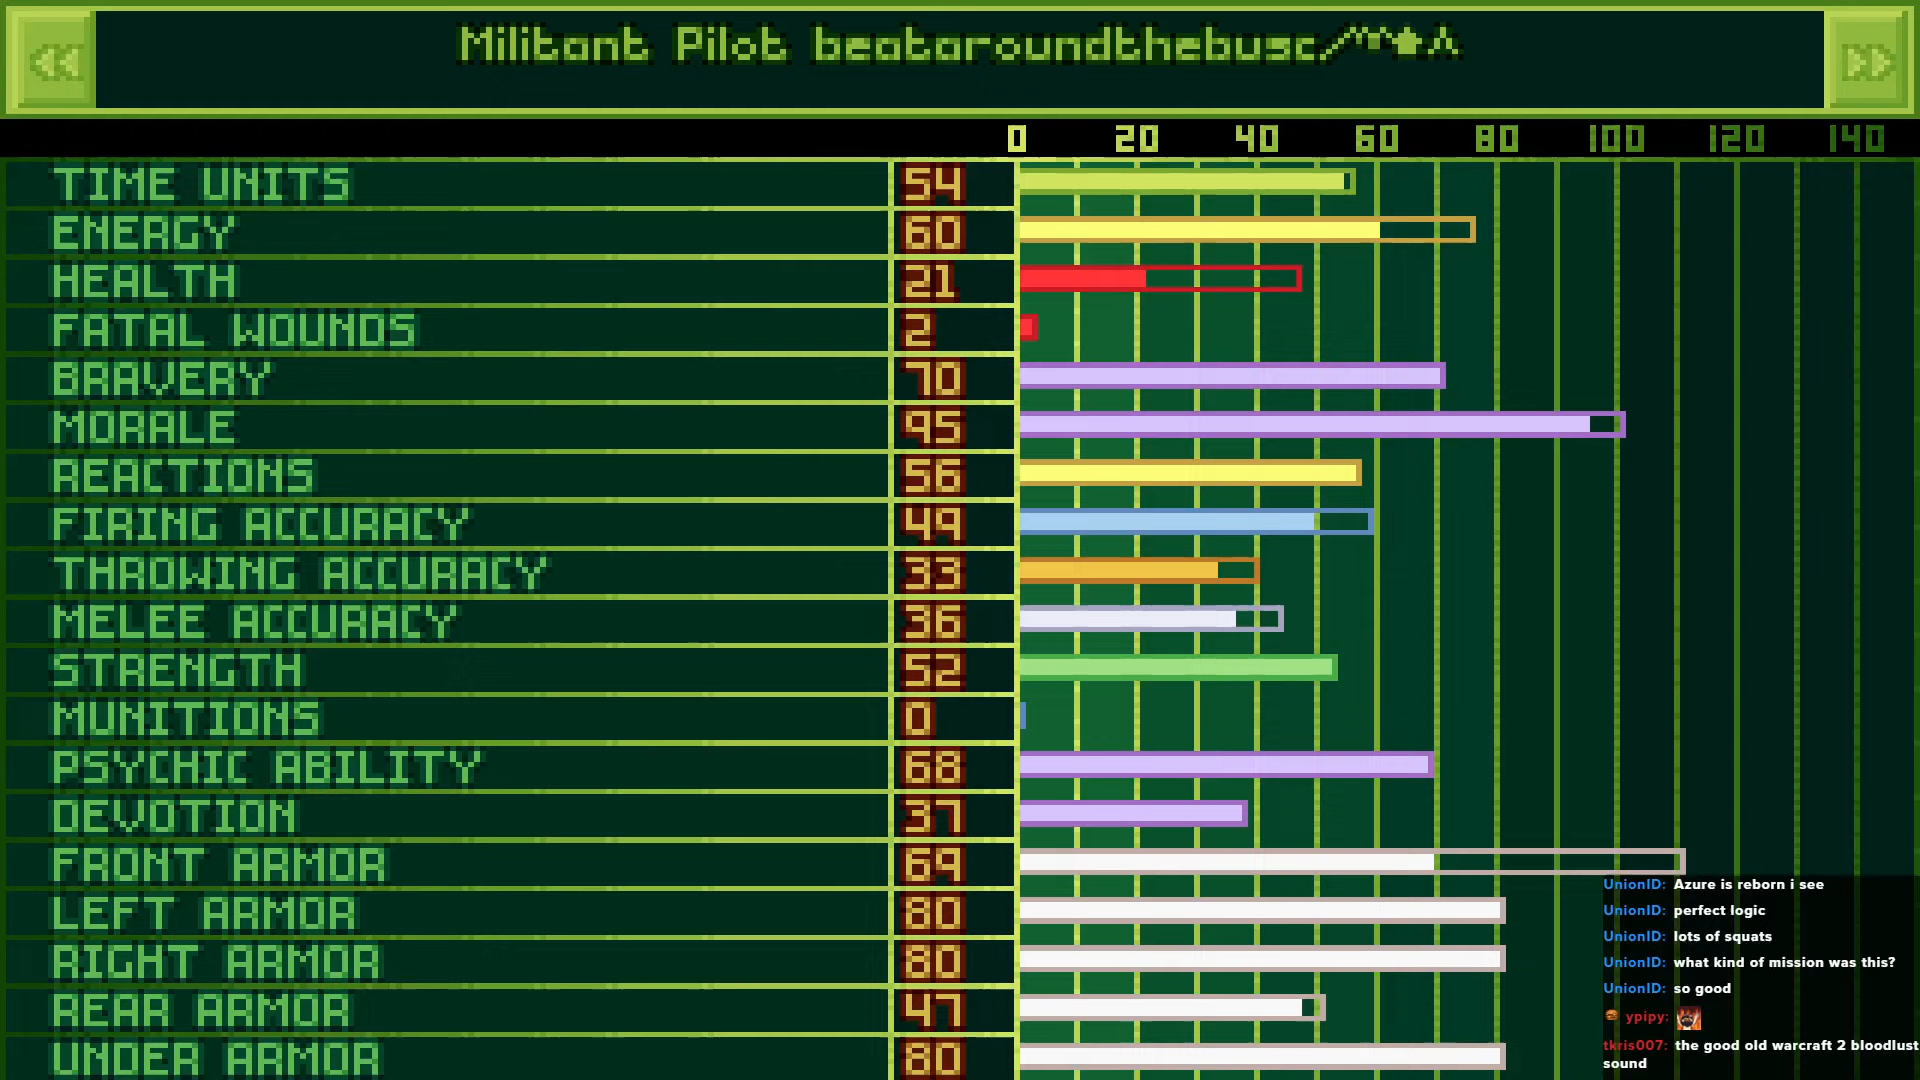 Militant Pilot beataroundthebusc/
0 20 40 60 80 100 120 140
TIME UNITS 54
ENERGY 60
HEALTH 21
FATAL WOUNDS 2
BRAVERY 70
MORALE 95
REACTIONS 56
FIRING ACCURACY 49
THROWING ACCURACY 33
MELEE ACCURACY 36
STRENGTH 52
MUNITIONS 0
PSYCHIC ABILITY 68
DEVOTION 37
FRONT ARMOR 69
LEFT ARMOR 80
RIGHT ARMOR 80
REAR ARMOR 47
UNDER ARMOR 80
UnionID: Azure is reborn i see
UnionID: perfect logic
UnionID: lots of squats
UnionID: what kind of mission was this?
UnionID: so good
ypipy:
tkris007: the good old warcraft 2 bloodlust
sound